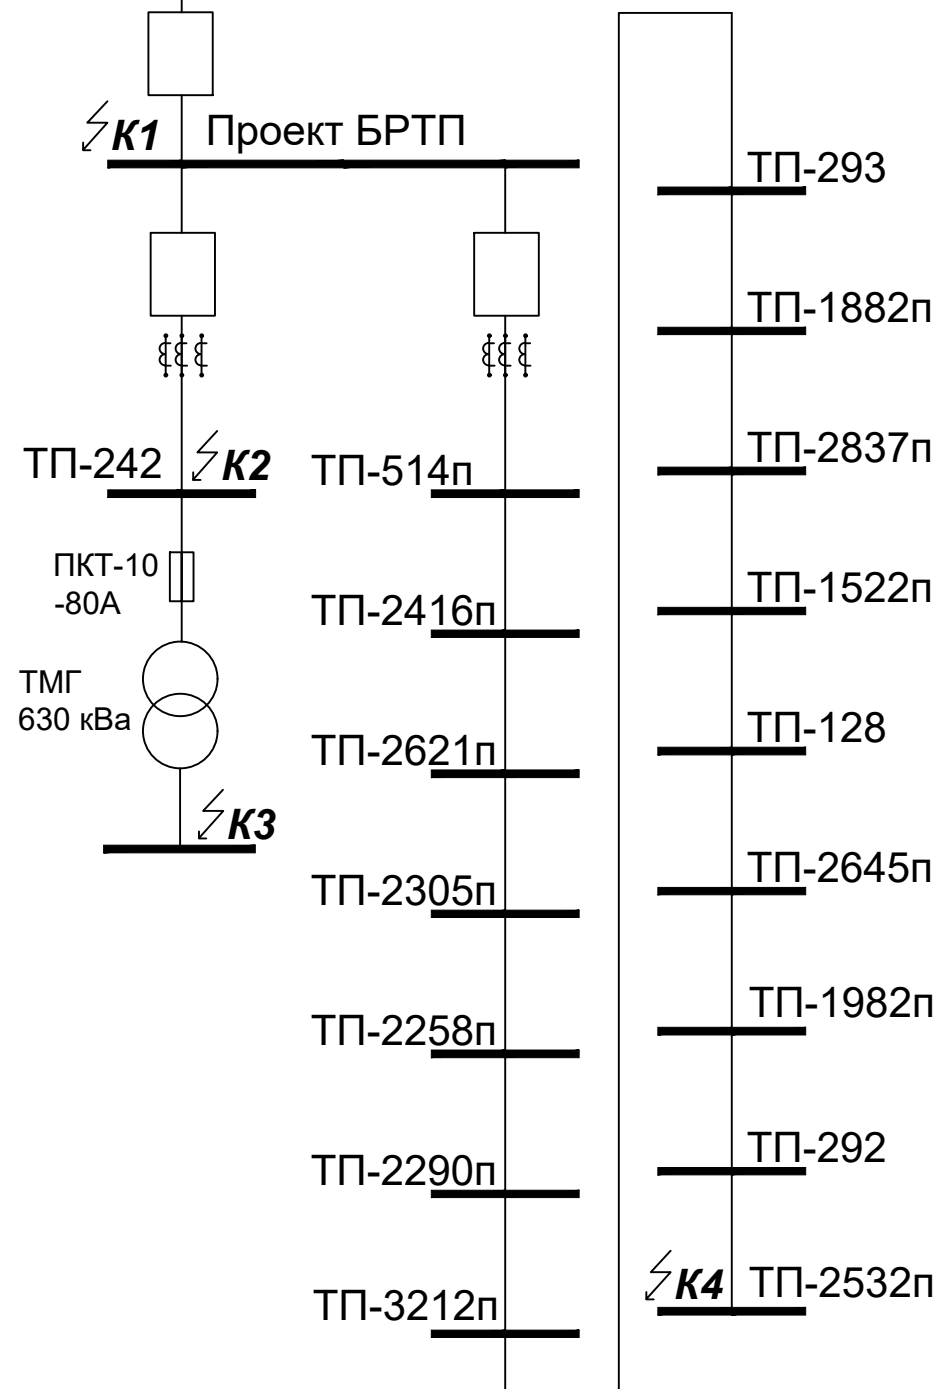 К1
Проект БРТП
ТП-242
К2
ПКТ-10
-80А
ТМГ
630 кВа
К3
ТП-514п
ТП-2416п
ТП-2621п
ТП-2305п
ТП-2258п
ТП-2290п
ТП-3212п
ТП-293
ТП-1882п
ТП-2837п
ТП-1522п
ТП-128
ТП-2645п
ТП-1982п
ТП-292
К4
ТП-2532п